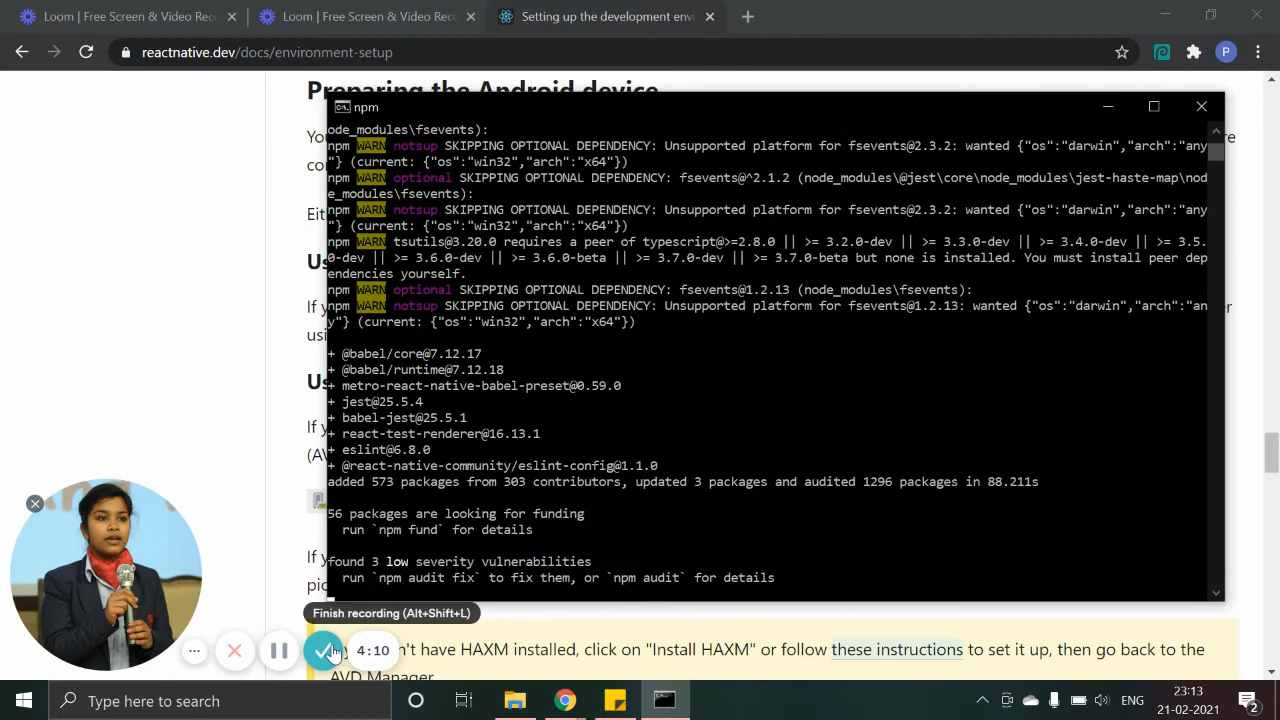 Loom | Free Screen & Video Rec
Loom | Free Screen & Video Rec
Setting up the development envi
reactnative.dev/docs/environment-setup
P
Preparing the Android device
npm
ode_modules\fsevents):
npm WARN notsup SKIPPING OPTIONAL DEPENDENCY: Unsupported platform for fsevents@2.3.2: wanted {"os":"darwin","arch":"any
"} (current: {"os":"win32","arch":"x64"})
npm WARN optional SKIPPING OPTIONAL DEPENDENCY: fsevents@^2.1.2 (node_modules\@jest\core\node_modules\jest-haste-map\nod
e_modules\fsevents):
npm WARN notsup SKIPPING OPTIONAL DEPENDENCY: Unsupported platform for fsevents@2.3.2: wanted {"os":"darwin","arch":"any
"} (current: {"os":"win32","arch":"x64"})
npm WARN tsutils@3.20.0 requires a peer of typescript@>=2.8.0 || >= 3.2.0-dev || >= 3.3.0-dev || >= 3.4.0-dev || >= 3.5.
0-dev || >= 3.6.0-dev || >= 3.6.0-beta || >= 3.7.0-dev || >= 3.7.0-beta but none is installed. You must install peer dep
endencies yourself.
npm WARN optional SKIPPING OPTIONAL DEPENDENCY: fsevents@1.2.13 (node_modules\fsevents):
npm WARN notsup SKIPPING OPTIONAL DEPENDENCY: Unsupported platform for fsevents@1.2.13: wanted {"os":"darwin","arch":"an
y"} (current: {"os":"win32","arch":"x64"})
+ @babel/core@7.12.17
+ @babel/runtime@7.12.18
+ metro-react-native-babel-preset@0.59.0
+ jest@25.5.4
+ babel-jest@25.5.1
+ react-test-renderer@16.13.1
+ eslint@6.8.0
+ @react-native-community/eslint-config@1.1.0
added 573 packages from 303 contributors, updated 3 packages and audited 1296 packages in 88.211s
56 packages are looking for funding
run `npm fund` for details
found 3 low severity vulnerabilities
run `npm audit fix` to fix them, or `npm audit` for details
Finish recording (Alt+Shift+L)
4:10
n't have HAXM installed, click on "Install HAXM" or follow these instructions to set it up, then go back to the
AVD Manager
Type here to search
ENG
23:13
21-02-2021
2